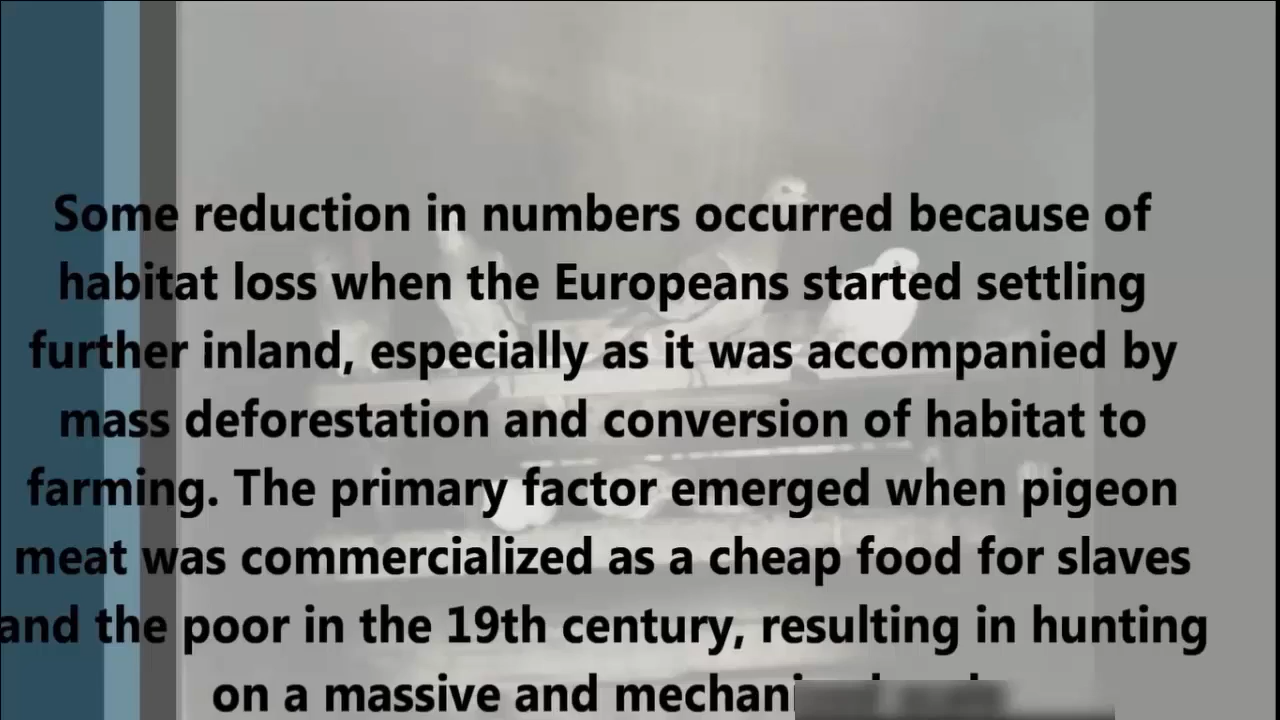 Some reduction in numbers occurred because of
habitat loss when the Europeans started settling
further inland, especially as it was accompanied by
mass deforestation and conversion of habitat to
farming. The primary factor emerged when pigeon
meat was commercialized as a cheap food for slaves
and the poor in the 19th century, resulting in hunting
on a massive and